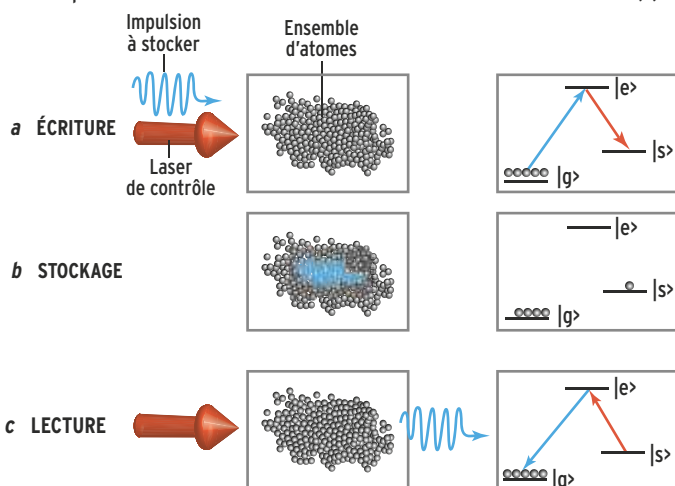 Impulsion
à stocker
Ensemble
d'atomes
a ÉCRITURE
Laser
de contrôle
|e>
|s>
|g>
b STOCKAGE
|e>
|s>
|g>
c LECTURE
|e>
|s>
|g>